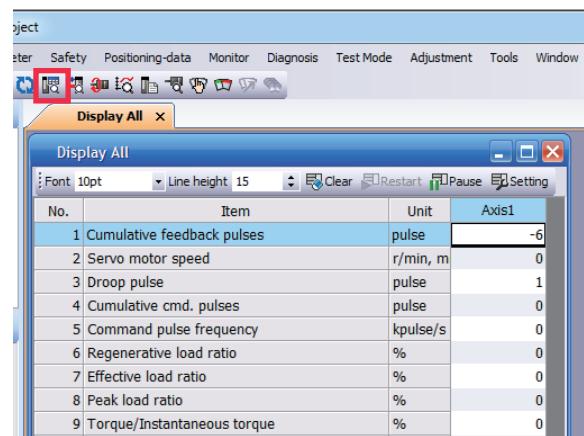 oject
eter Safety Positioning-data Monitor Diagnosis Test Mode Adjustment Tools Window
Display All ×
Display All
Font 10pt Line height 15 Clear Restart Pause Setting
No. Item Unit Axis1
1 Cumulative feedback pulses pulse -6
2 Servo motor speed r/min, m 0
3 Droop pulse pulse 1
4 Cumulative cmd. pulses pulse 0
5 Command pulse frequency kpulse/s 0
6 Regenerative load ratio % 0
7 Effective load ratio % 0
8 Peak load ratio % 0
9 Torque/Instantaneous torque % 0